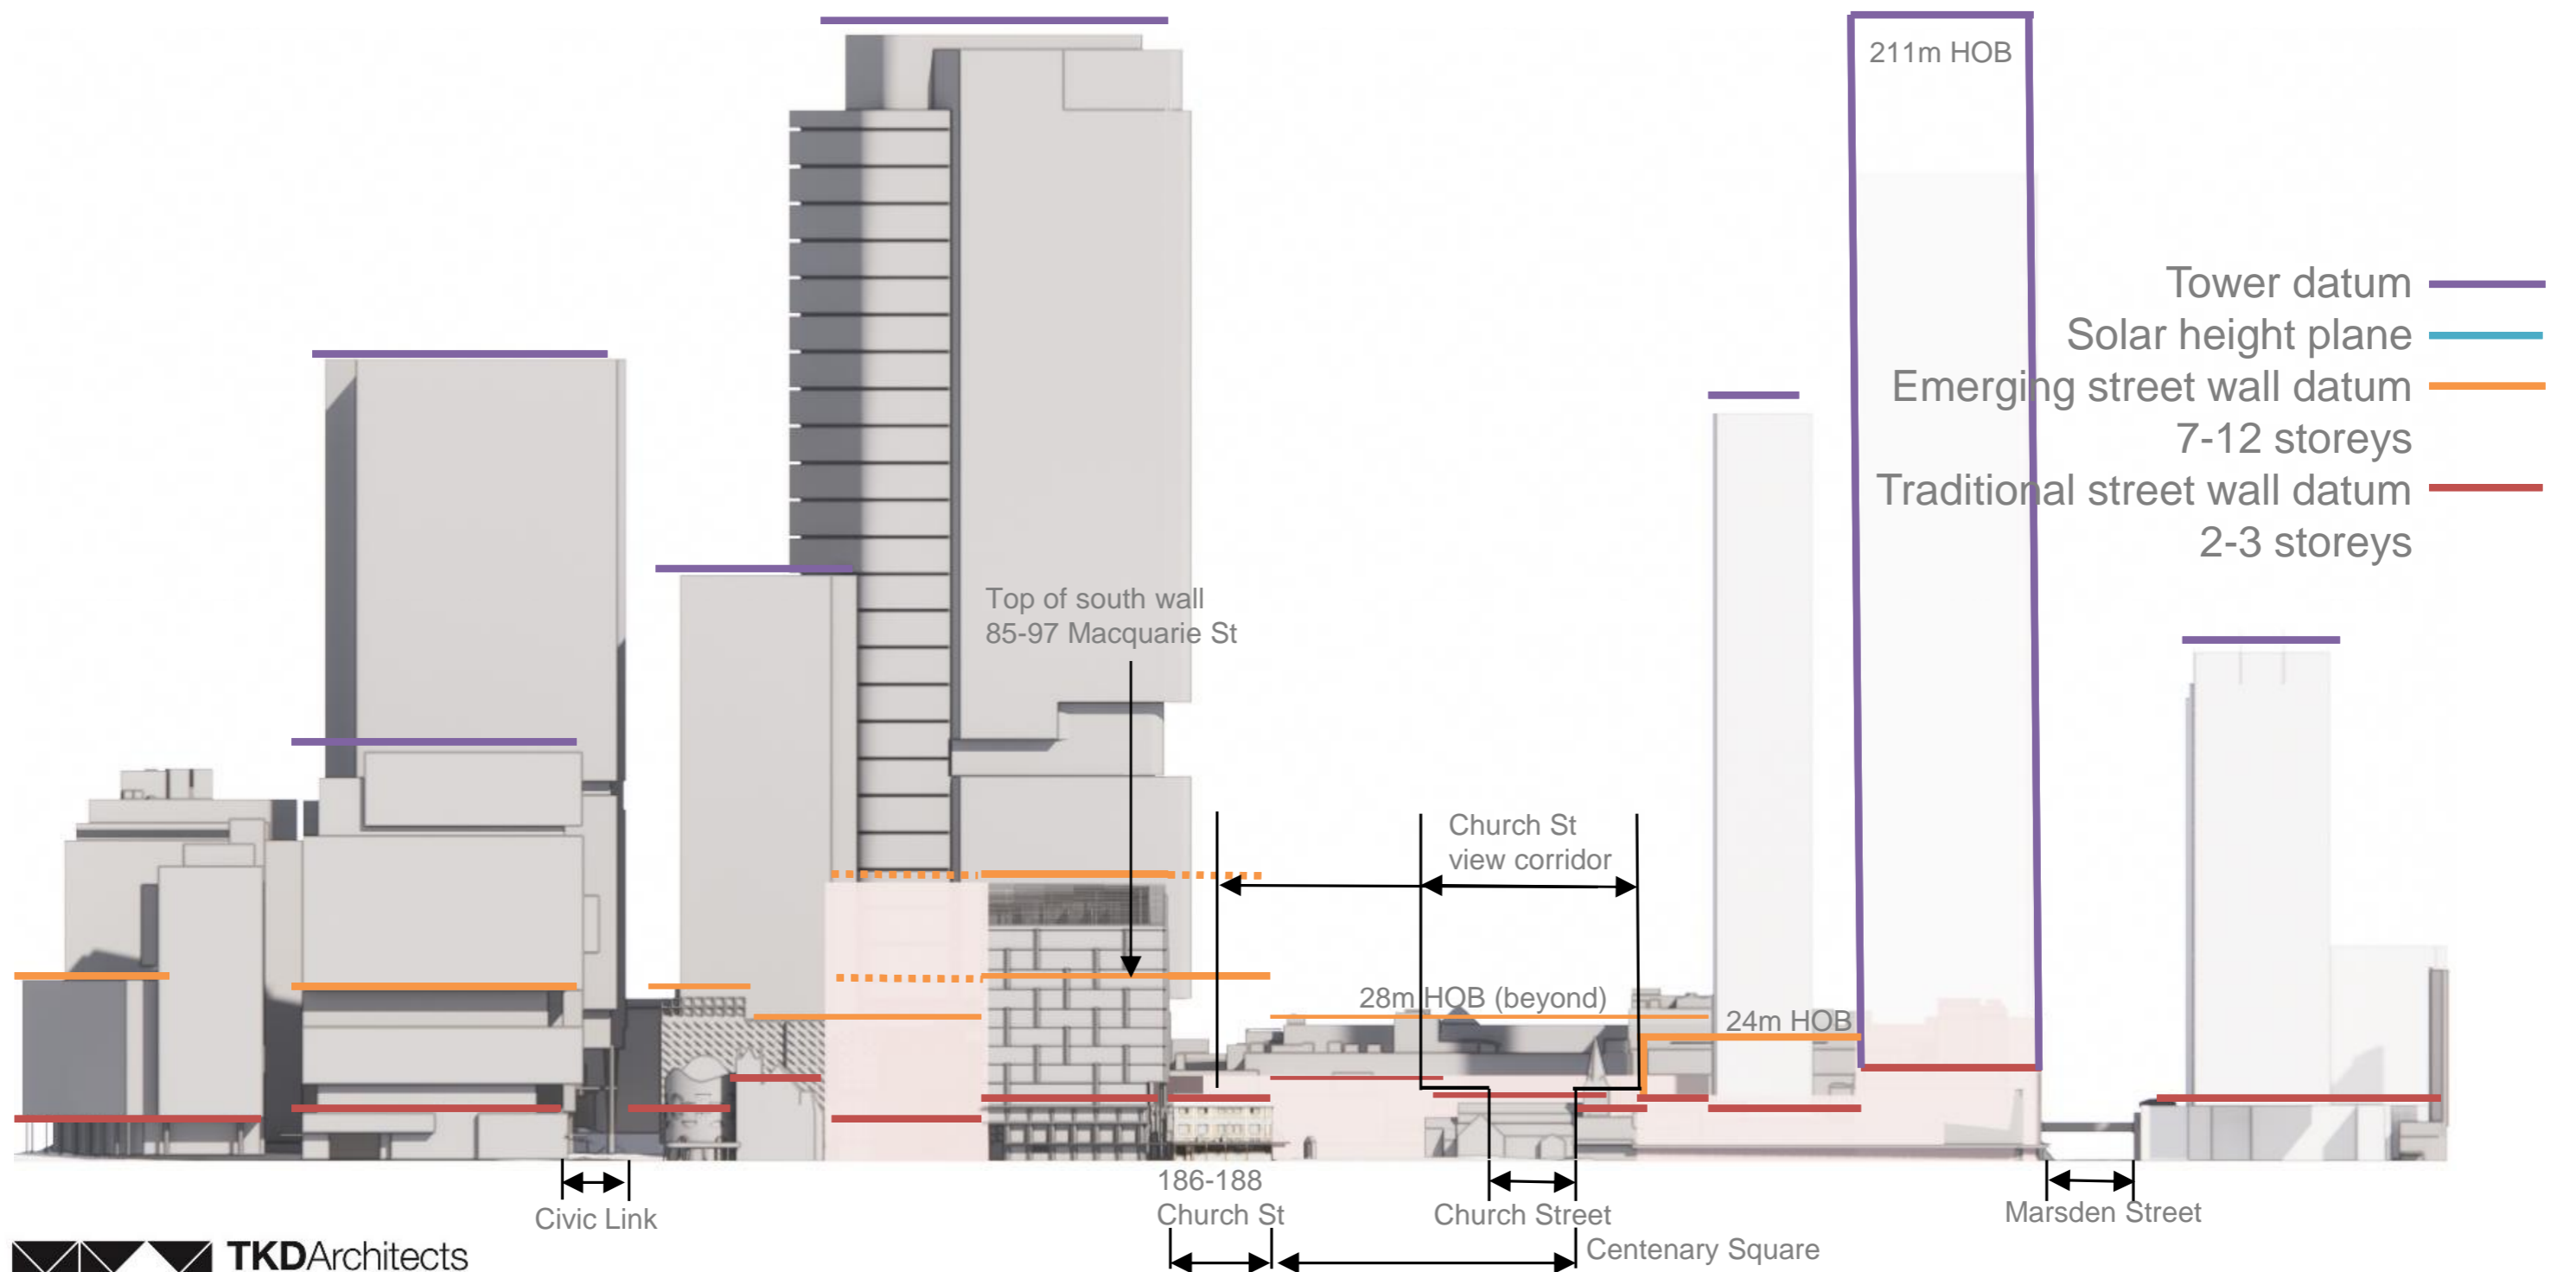 211m HOB
Tower datum
Solar height plane
Emerging street wall datum
7-12 storeys
Traditional street wall datum
2-3 storeys
Top of south wall
85-97 Macquarie St
Church St
view corridor
28m HOB (beyond)
24m HOB
Civic Link
186-188
Church St
Church Street
Marsden Street
Centenary Square
TKDArchitects